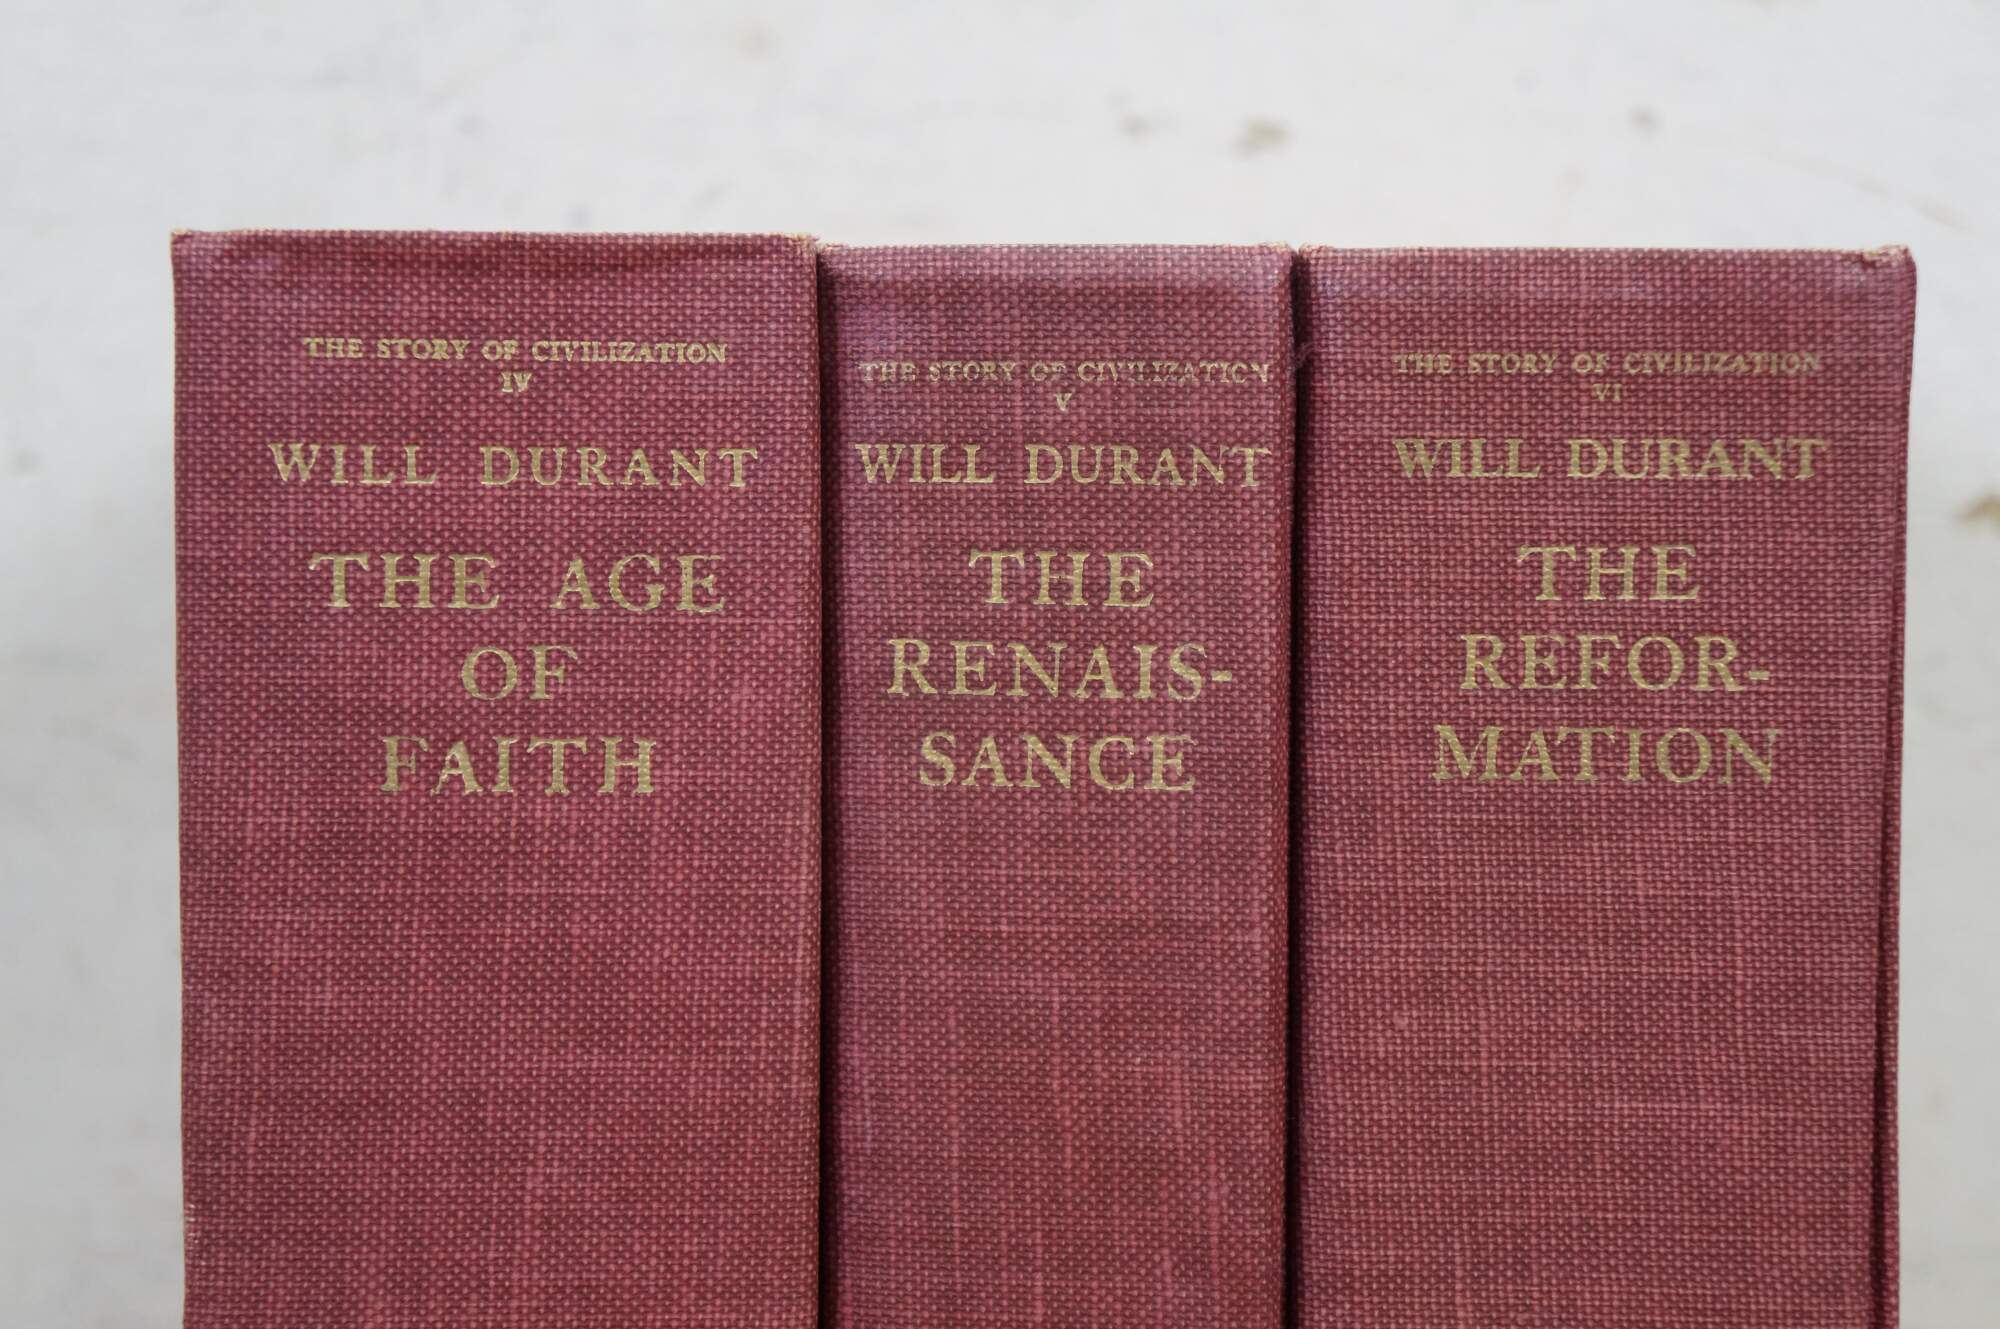 THE STORY OF CIVILIZATION
IV
WILL DURANT
THE AGE
OF
FAITH
THE STORY OF CIVILIZATION
V
WILL DURANT
THE
RENAIS-
SANCE
THE STORY OF CIVILIZATION
VI
WILL DURANT
THE
REFOR-
MATION